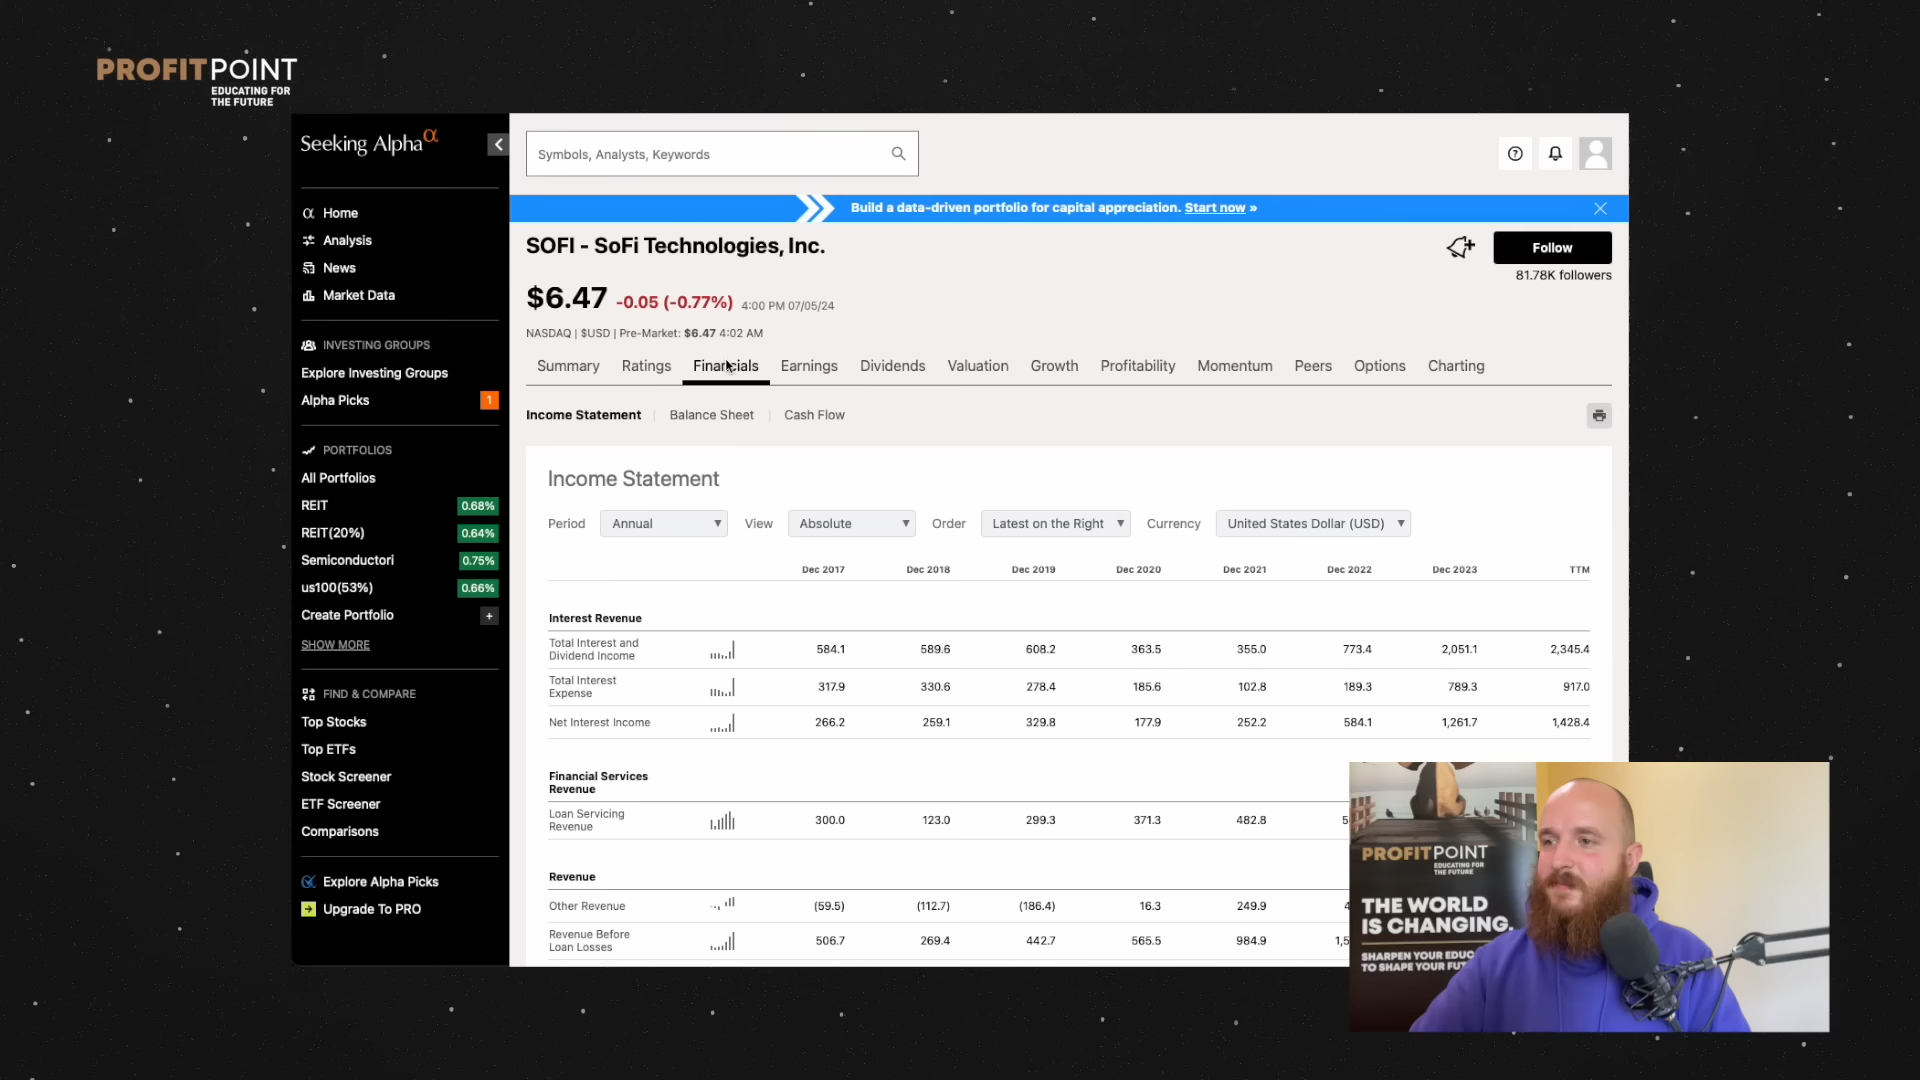 PROFITPOINT
EDUCATING FOR
THE FUTURE
Seeking Alpha α
Symbols, Analysts, Keywords
Build a data-driven portfolio for capital appreciation. Start now »
Home
Analysis
News
Market Data
INVESTING GROUPS
Explore Investing Groups
Alpha Picks 1
PORTFOLIOS
All Portfolios
REIT 0.68%
REIT(20%) 0.64%
Semiconductori 0.75%
us100(53%) 0.66%
Create Portfolio +
SHOW MORE
FIND & COMPARE
Top Stocks
Top ETFs
Stock Screener
ETF Screener
Comparisons
Explore Alpha Picks
Upgrade To PRO
SOFI - SoFi Technologies, Inc.
Follow
81.78K followers
$6.47 -0.05 (-0.77%) 4:00 PM 07/05/24
NASDAQ | $USD | Pre-Market: $6.47 4:02 AM
Summary Ratings Financials Earnings Dividends Valuation Growth Profitability Momentum Peers Options Charting
Income Statement | Balance Sheet | Cash Flow
Income Statement
Period Annual View Absolute Order Latest on the Right Currency United States Dollar (USD)
Dec 2017 Dec 2018 Dec 2019 Dec 2020 Dec 2021 Dec 2022 Dec 2023 TTM
Interest Revenue
Total Interest and
Dividend Income 584.1 589.6 608.2 363.5 355.0 773.4 2,051.1 2,345.4
Total Interest
Expense 317.9 330.6 278.4 185.6 102.8 189.3 789.3 917.0
Net Interest Income 266.2 259.1 329.8 177.9 252.2 584.1 1,261.7 1,428.4
Financial Services
Revenue
Loan Servicing
Revenue 300.0 123.0 299.3 371.3 482.8
Revenue
Other Revenue (59.5) (112.7) (186.4) 16.3 249.9
Revenue Before
Loan Losses 506.7 269.4 442.7 565.5 984.9
PROFITPOINT
EDUCATING FOR
THE FUTURE
THE WORLD
IS CHANGING.
SHARPEN YOUR EDUC
TO SHAPE YOUR FUT